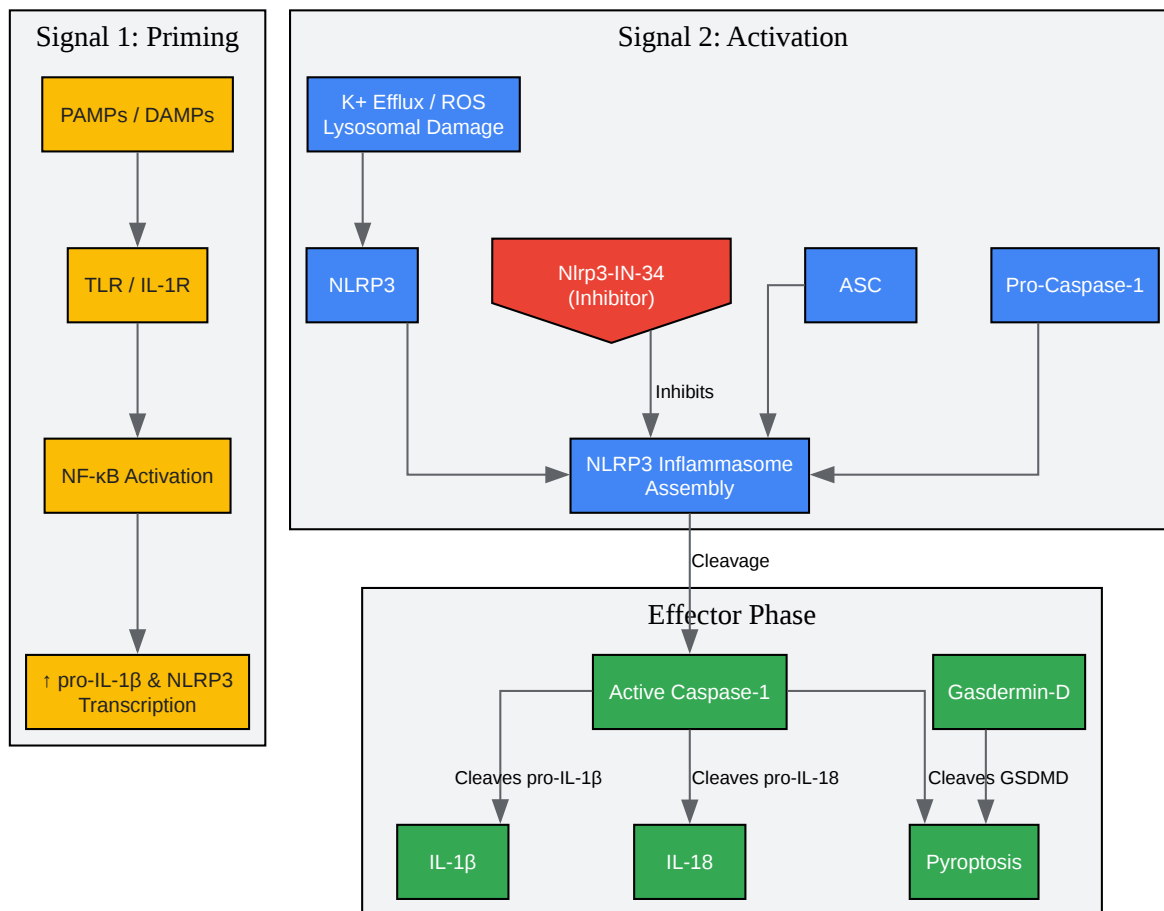 Signal 1: Priming
PAMPs / DAMPs
TLR / IL-1R
NF-κB Activation
↑ pro-IL-1β & NLRP3
Transcription
Signal 2: Activation
K+ Efflux / ROS
Lysosomal Damage
NLRP3
Nlrp3-IN-34
(Inhibitor)
ASC
Pro-Caspase-1
Inhibits
NLRP3 Inflammasome
Assembly
Cleavage
Effector Phase
Active Caspase-1
Gasdermin-D
Cleaves pro-IL-1β
Cleaves pro-IL-18
Cleaves GSDMD
IL-1β
IL-18
Pyroptosis